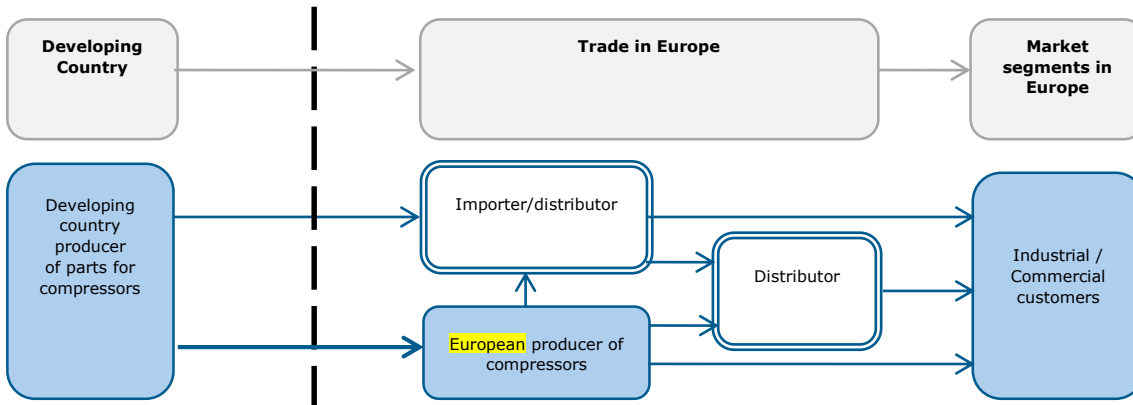 Developing
Country
Trade in Europe
Market
segments in
Europe
Developing
country
producer
of parts for
compressors
Importer/distributor
Distributor
European producer of
compressors
Industrial /
Commercial
customers